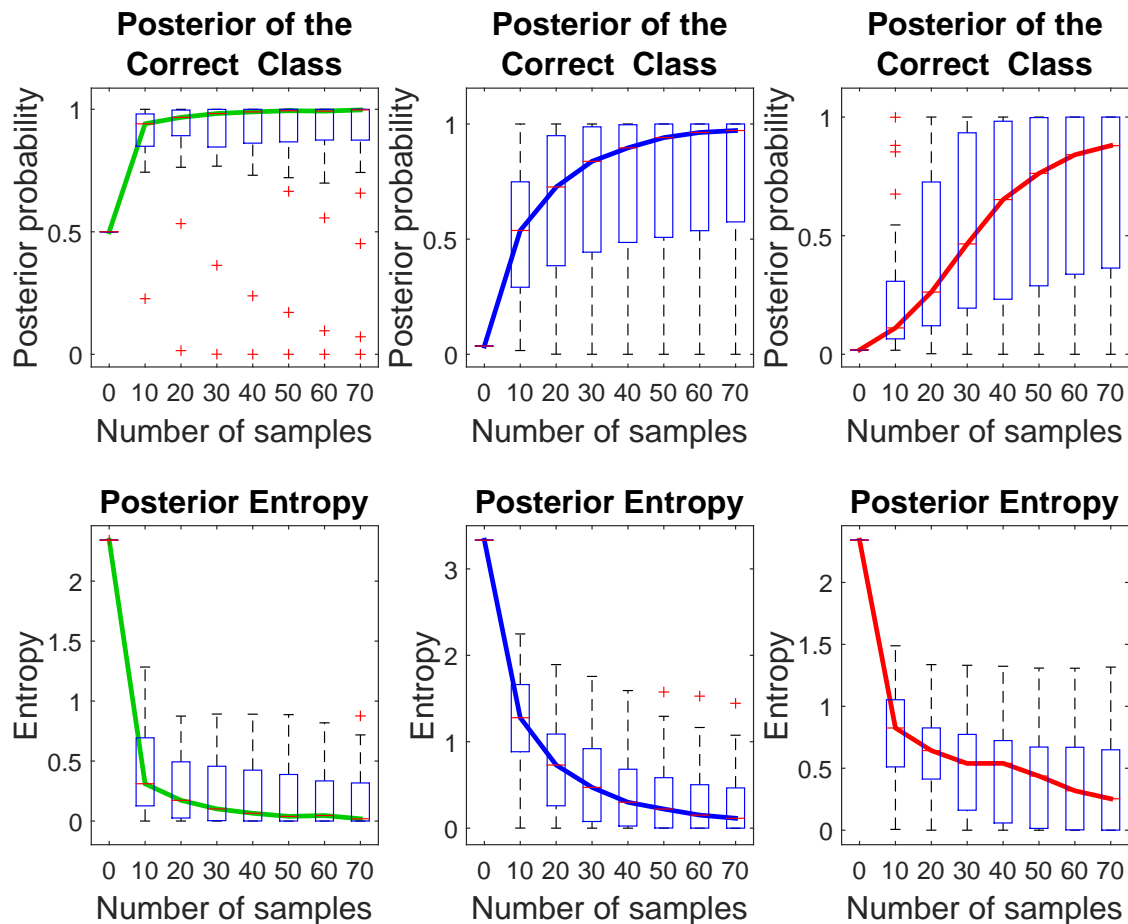 Posterior of the
Correct Class
Posterior probability
1
0.5
0
0 10 20 30 40 50 60 70
Number of samples
Posterior of the
Correct Class
Posterior probability
1
0.5
0
0 10 20 30 40 50 60 70
Number of samples
Posterior of the
Correct Class
Posterior probability
1
0.5
0
0 10 20 30 40 50 60 70
Number of samples
Posterior Entropy
Entropy
2
1.5
1
0.5
0
0 10 20 30 40 50 60 70
Number of samples
Posterior Entropy
Entropy
3
2
1
0
0 10 20 30 40 50 60 70
Number of samples
Posterior Entropy
Entropy
2
1.5
1
0.5
0
0 10 20 30 40 50 60 70
Number of samples